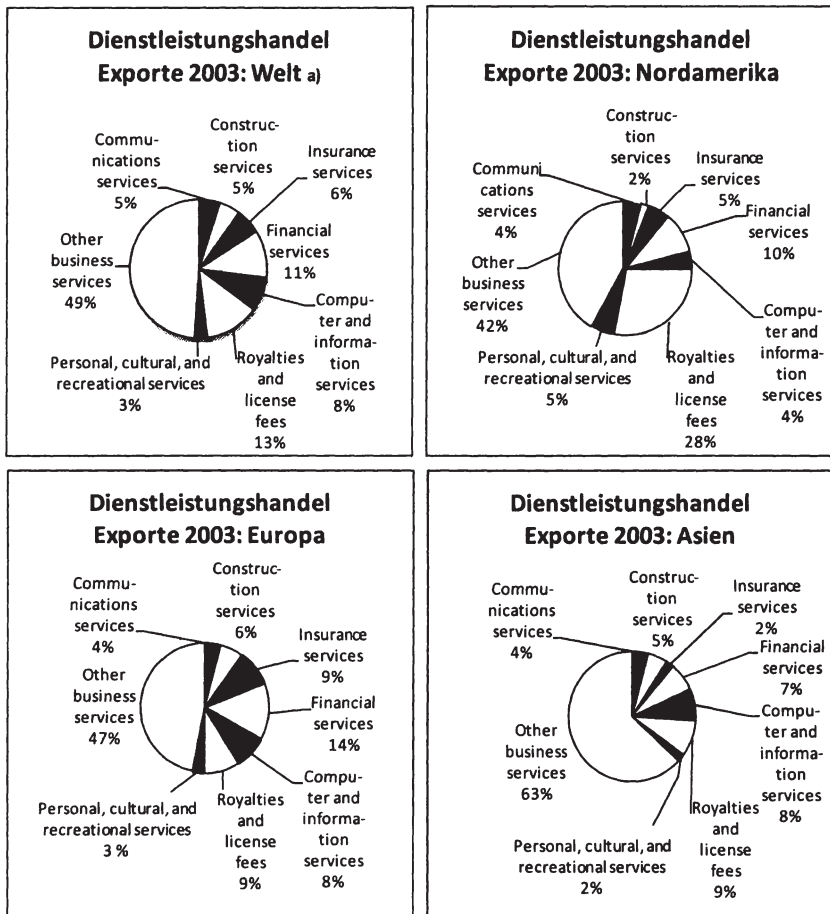 Dienstleistungshandel
Exporte 2003: Welt a)
Commu-
nications
services
5%
Construc-
tion
services
5%
Insurance
services
6%
Financial
services
11%
Computer and
informa-
tion
services
8%
Royalties
and
license
fees
13%
Personal, cultural, and
recreational services
3%
Other
business
services
49%
Dienstleistungshandel
Exporte 2003: Nordamerika
Communi
cations
services
4%
Construc-
tion
services
2%
Insurance
services
5%
Financial
services
10%
Compu-
ter and
informa-
tion
services
4%
Royalties
and
license
fees
28%
Personal, cultural, and
recreational services
5%
Other
business
services
42%
Dienstleistungshandel
Exporte 2003: Europa
Commu-
nications
services
4%
Construc-
tion
services
6%
Insurance
services
9%
Financial
services
14%
Compu-
ter and
informa-
tion
services
8%
Royalties
and
license
fees
9%
Personal, cultural, and
recreational services
3 %
Other
business
services
47%
Dienstleistungshandel
Exporte 2003: Asien
Commu-
nications
services
4%
Construc-
tion
services
5%
Insurance
services
2%
Financial
services
7%
Compu-
ter and
informa-
tion
services
8%
Royalties
and
license
fees
9%
Personal, cultural, and
recreational services
2%
Other
business
services
63%